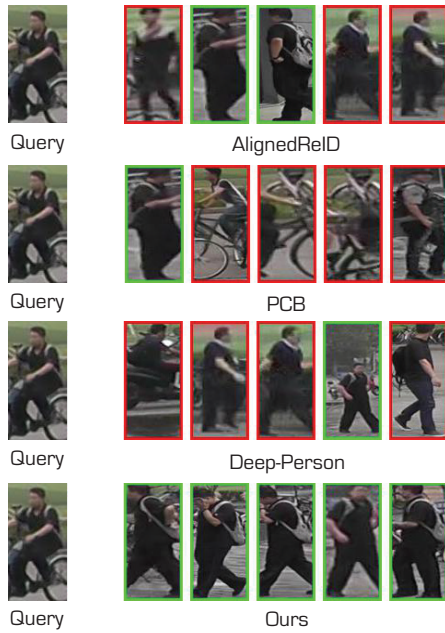 Query
AlignedReID
Query
PCB
Query
Deep-Person
Query
Ours